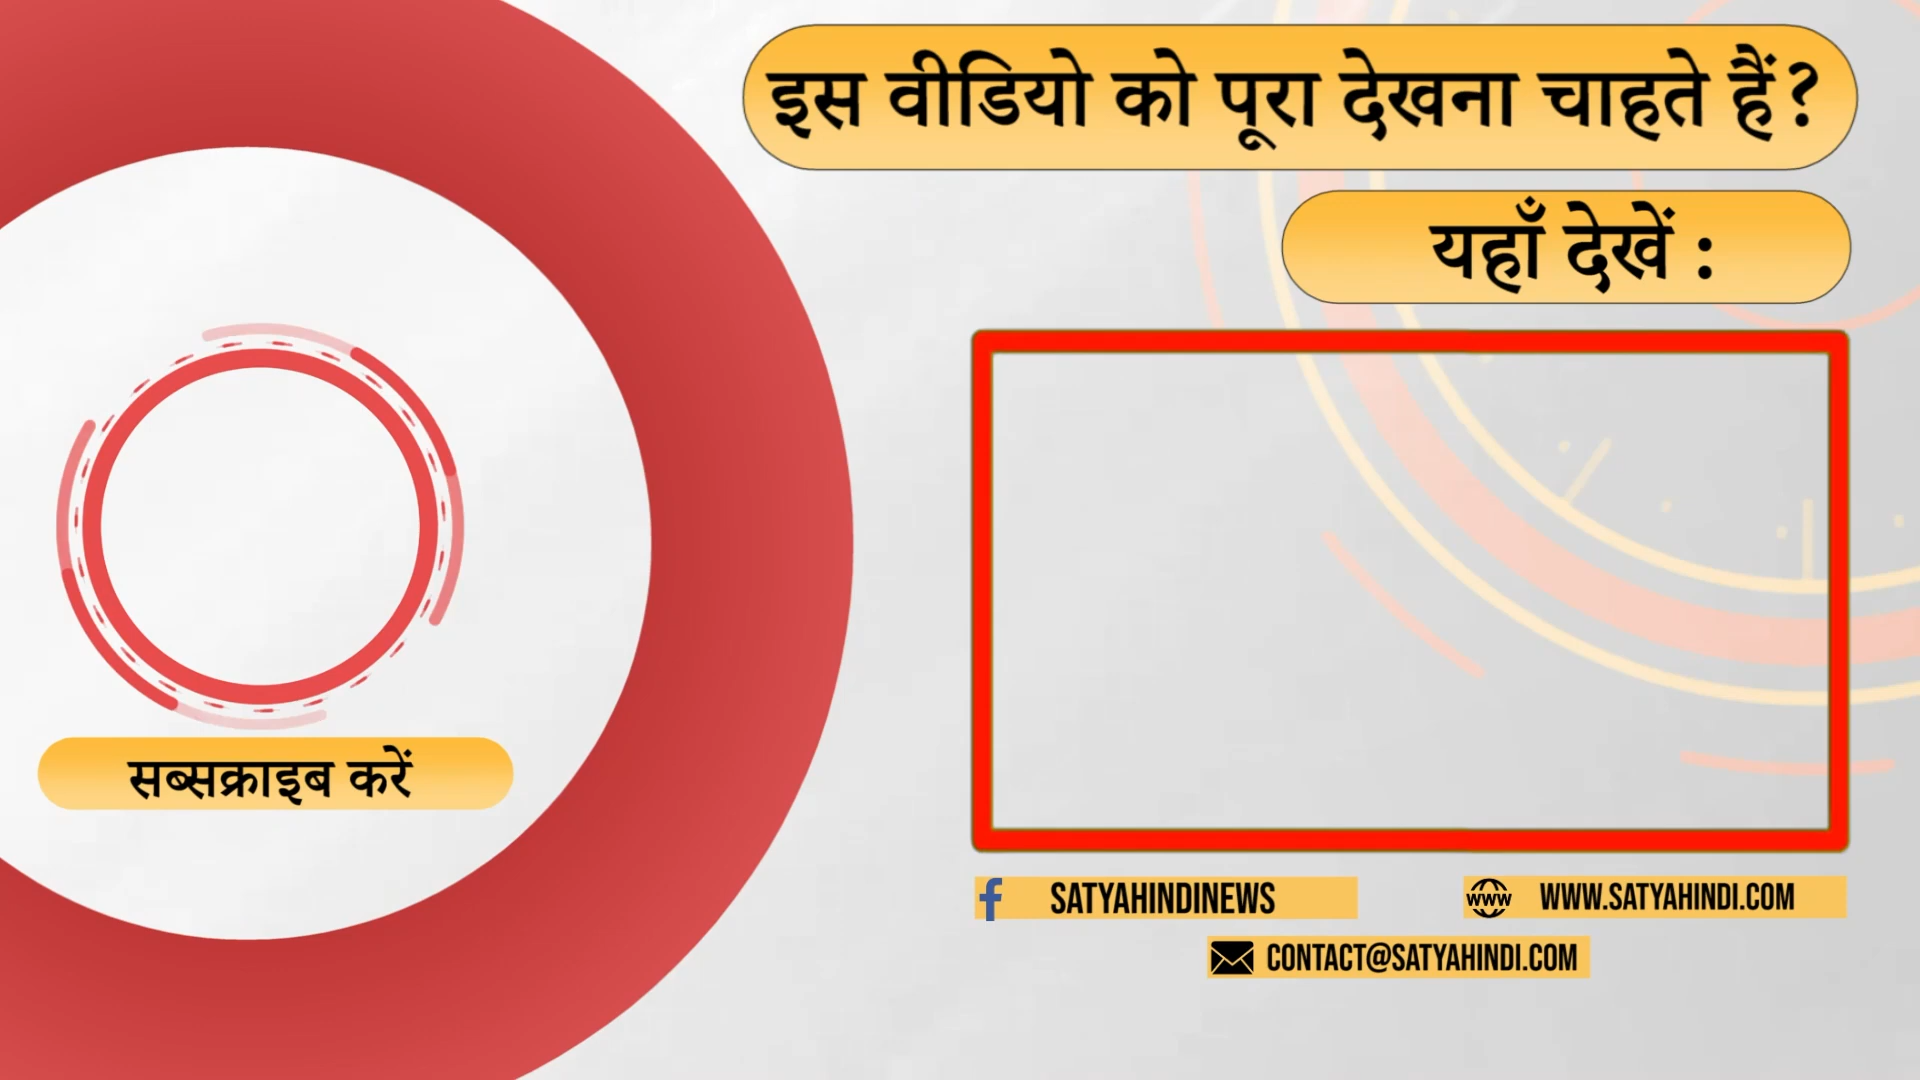 इस वीडियो को पूरा देखना चाहते हैं?
यहाँ देखें :
सब्सक्राइब करें
SATYAHINDINEWS
WWW.SATYAHINDI.COM
CONTACT@SATYAHINDI.COM